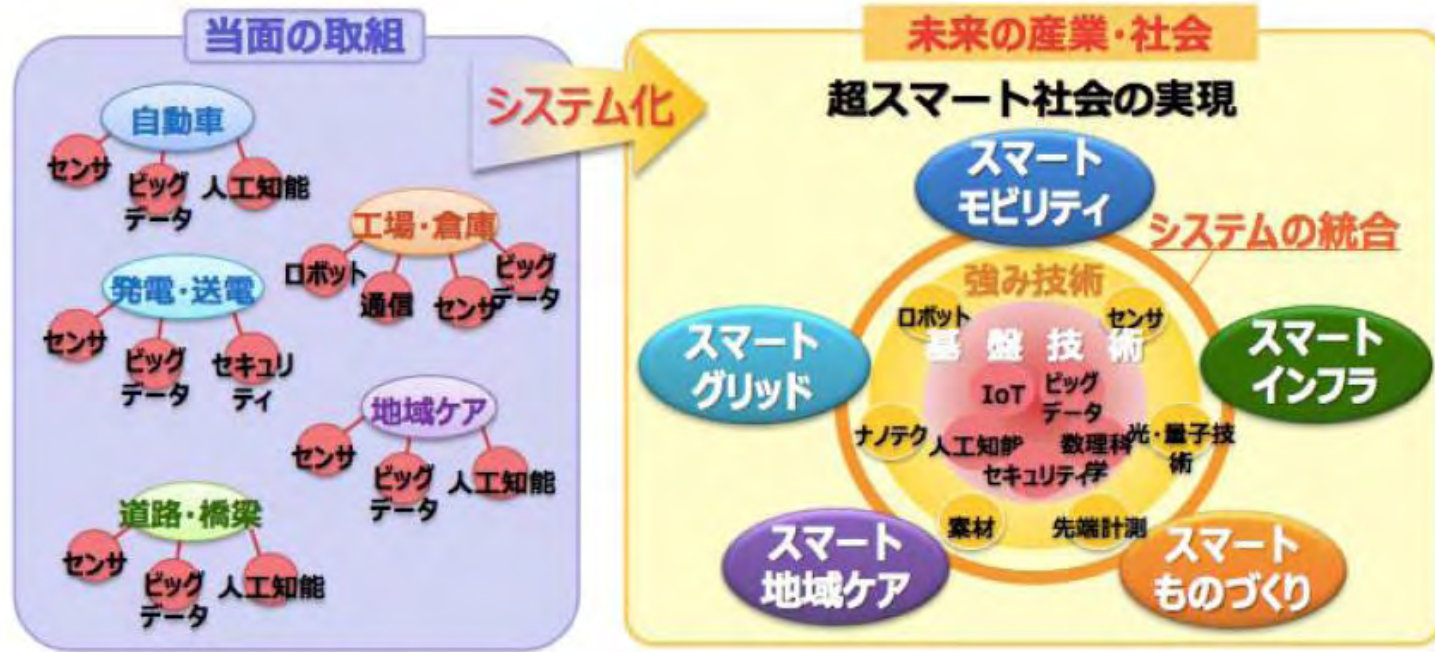 当面の取組
自動車
センサ
ビッグ
データ
人工知能
工場・倉庫
ロボット
通信
センサ
ビッグ
データ
発電・送電
センサ
ビッグ
データ
セキュリ
ティ
地域ケア
センサ
ビッグ
データ
人工知能
道路・橋梁
センサ
ビッグ
データ
人工知能
システム化
未来の産業・社会
超スマート社会の実現
スマート
モビリティ
システムの統合
強み技術
ロボット
センサ
基盤技術
スマート
グリッド
スマート
インフラ
IoT
ビッグ
データ
ナノテク
人工知能
数理科
学
光・量子技
術
セキュリティ
素材
先端計測
スマート
地域ケア
スマート
ものづくり